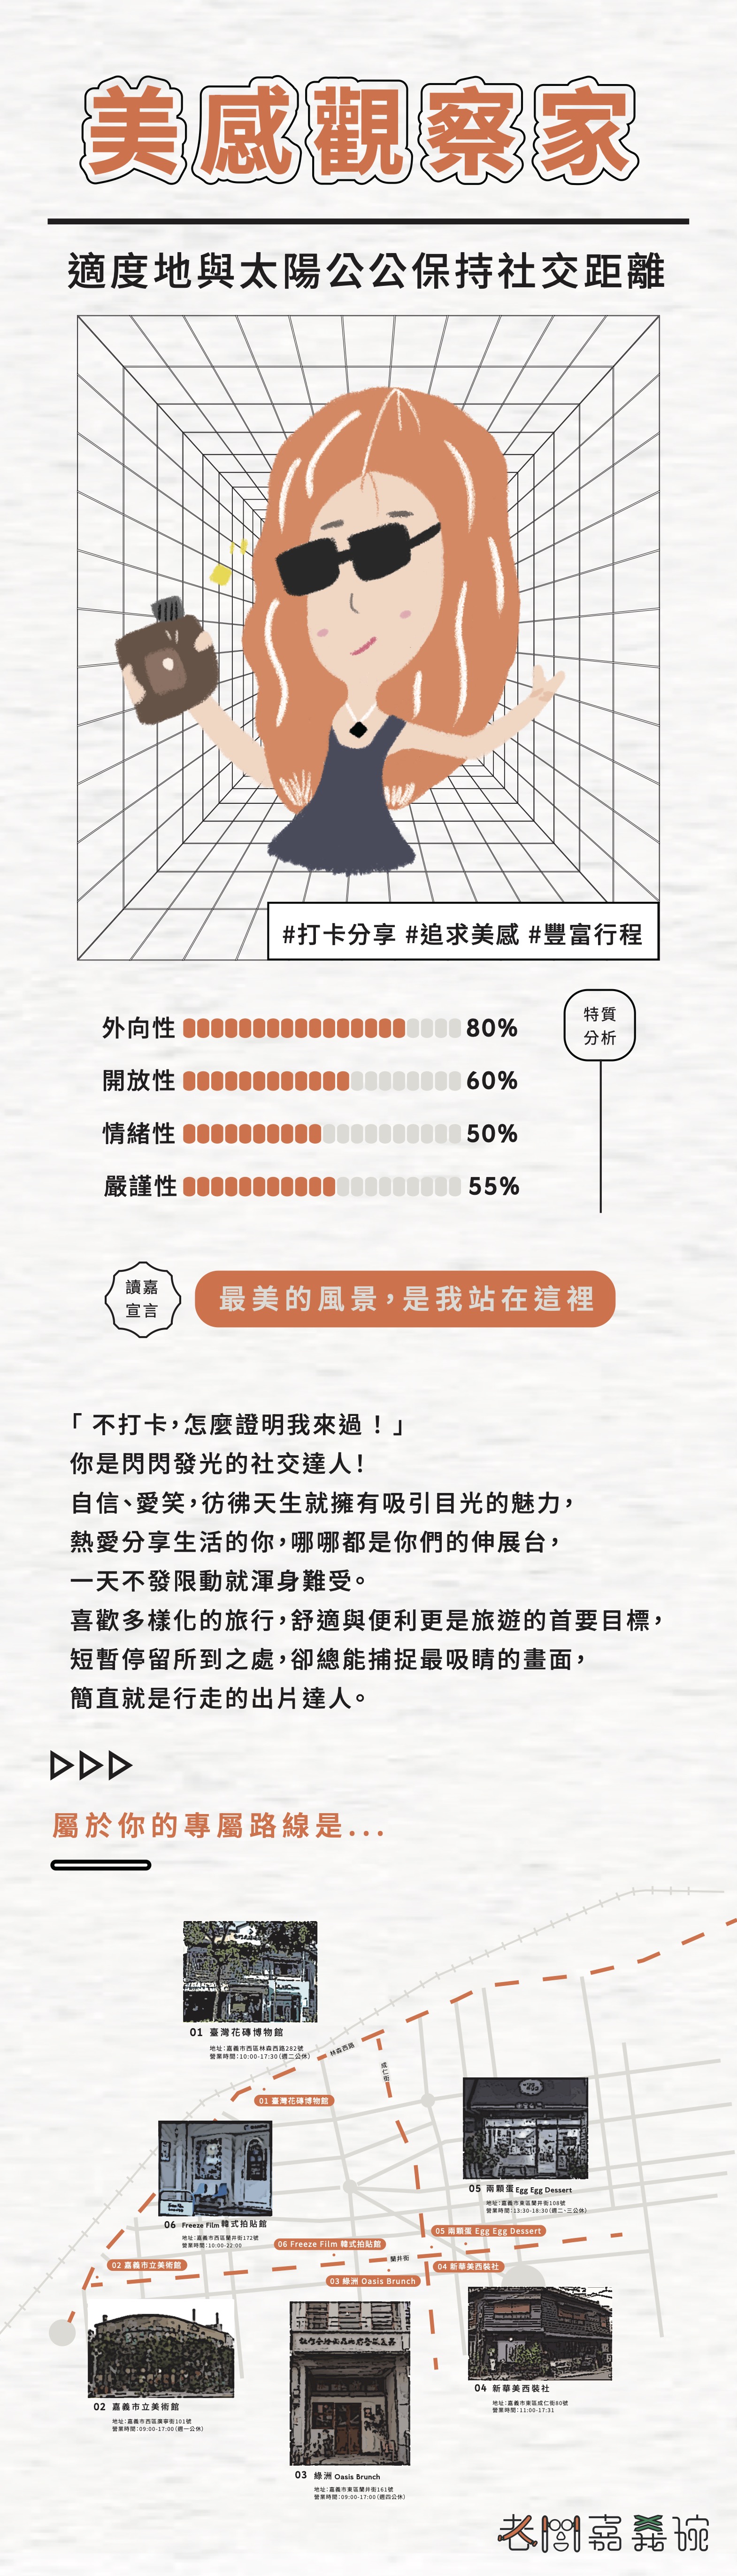 美感觀察家
適度地與太陽公公保持社交距離
#打卡分享 #追求美感 #豐富行程
特質
分析
外向性 80%
開放性 60%
情緒性 50%
嚴謹性 55%
讀嘉
宣言
最美的風景，是我站在這裡
「 不打卡，怎麼證明我來過 ！」
你是閃閃發光的社交達人！
自信、愛笑，彷彿天生就擁有吸引目光的魅力，
熱愛分享生活的你，哪哪都是你們的伸展台，
一天不發限動就渾身難受。
喜歡多樣化的旅行，舒適與便利更是旅遊的首要目標，
短暫停留所到之處，卻總能捕捉最吸睛的畫面，
簡直就是行走的出片達人。
屬於你的專屬路線是...
01 臺灣花磚博物館
地址：嘉義市西區林森西路282號
營業時間：10:00-17:30（週二公休）
林森西路
成仁街
01 臺灣花磚博物館
05 兩顆蛋 Egg Egg Dessert
地址：嘉義市東區蘭井街108號
營業時間：13:30-18:30（週二-三公休）
06 Freeze Film 韓式拍貼館
地址：嘉義市西區蘭井街172號
營業時間：10:00-22:00
05 兩顆蛋 Egg Egg Dessert
06 Freeze Film 韓式拍貼館
蘭井街
02 嘉義市立美術館
04 新華美西裝社
03 綠洲 Oasis Brunch
04 新華美西裝社
地址：嘉義市東區成仁街80號
營業時間：11:00-17:31
02 嘉義市立美術館
地址：嘉義市西區廣寧街101號
營業時間：09:00-17:00（週一公休）
03 綠洲 Oasis Brunch
地址：嘉義市東區蘭井街161號
營業時間：09:00-17:00（週四公休）